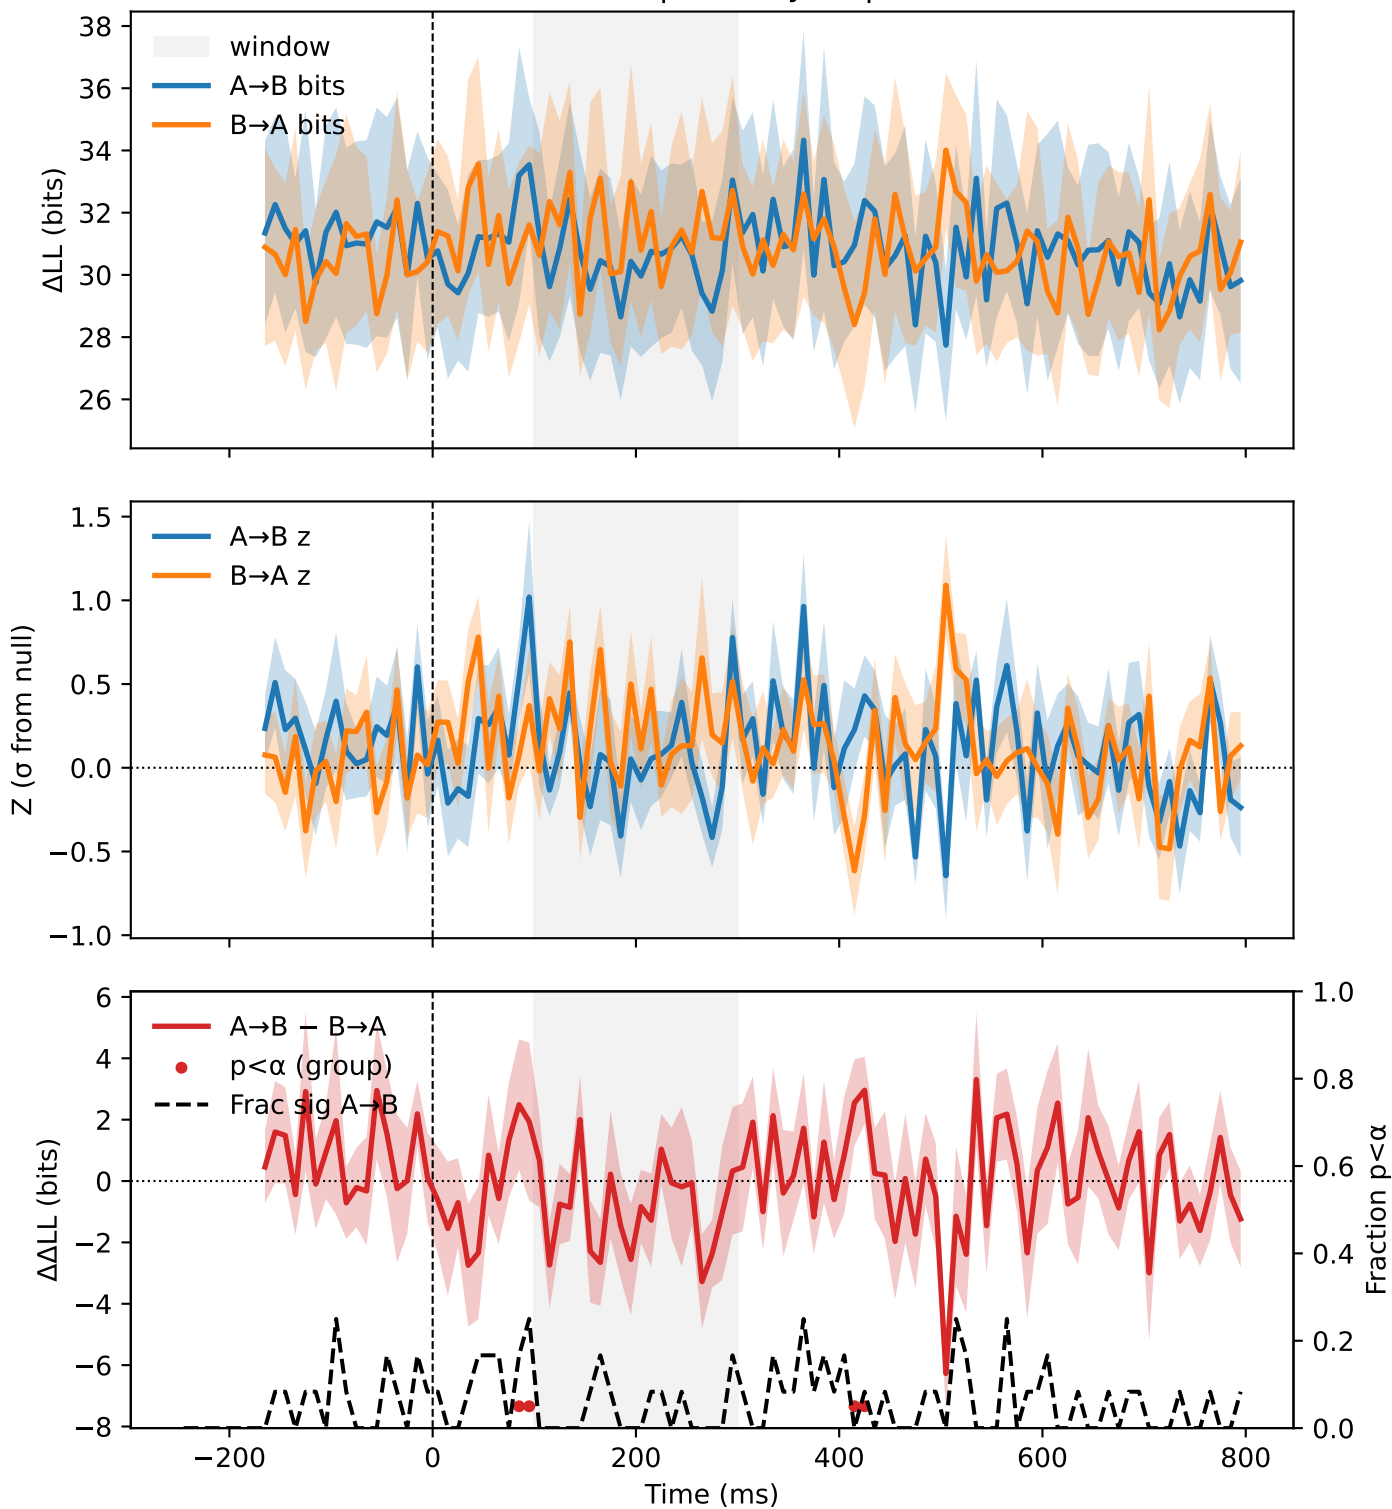 38
36
34
32
30
28
26
ΔLL (bits)
window
A→B bits
B→A bits
1.5
1.0
0.5
0.0
−0.5
−1.0
Z (σ from null)
A→B z
B→A z
6
4
2
0
−2
−4
−6
−8
ΔΔLL (bits)
A→B − B→A
p<α (group)
Frac sig A→B
1.0
0.8
0.6
0.4
0.2
0.0
Fraction p<α
−200
0
200
400
600
800
Time (ms)